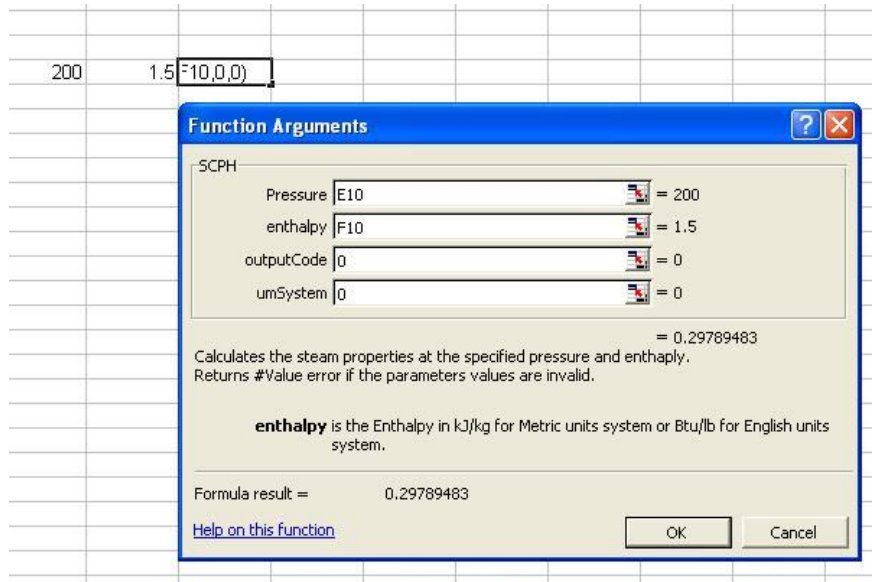 200 1.5 F10,0,0)
Function Arguments
SCPH
Pressure E10 = 200
enthalpy F10 = 1.5
outputCode 0 = 0
umSystem 0 = 0
= 0.29789483
Calculates the steam properties at the specified pressure and enthaply.
Returns #Value error if the parameters values are invalid.
enthalpy is the Enthalpy in kJ/kg for Metric units system or Btu/lb for English units
system.
Formula result = 0.29789483
Help on this function OK Cancel